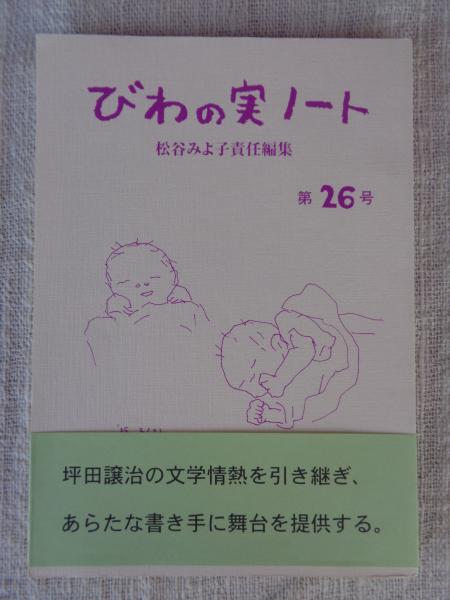 びわの実ノート
松谷みよ子責任編集
第26号
坪田譲治の文学情熱を引き継ぎ、
あらたな書き手に舞台を提供する。